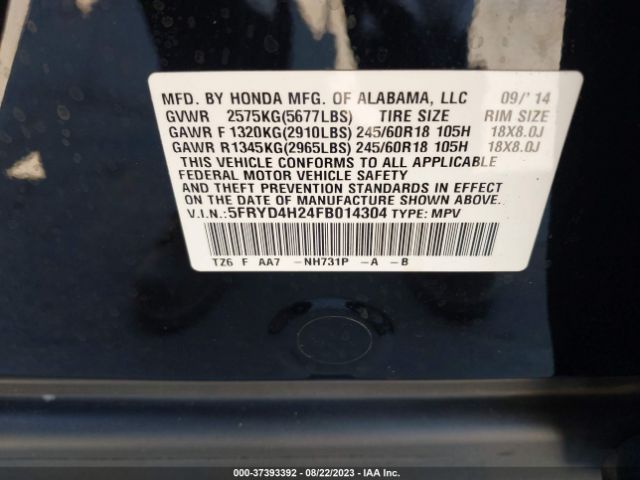 MFD. BY HONDA MFG. OF ALABAMA, LLC 09/'14
GVWR 2575KG(5677LBS) TIRE SIZE RIM SIZE
GAWR F 1320KG(2910LBS) 245/60R18 105H 18X8.0J
GAWR R1345KG(2965LBS) 245/60R18 105H 18X8.0J
THIS VEHICLE CONFORMS TO ALL APPLICABLE
FEDERAL MOTOR VEHICLE SAFETY
AND THEFT PREVENTION STANDARDS IN EFFECT
ON THE DATE OF MANUFACTURE SHOWN ABOVE.
V.I.N.:5FRYD4H24FB014304 TYPE: MPV
TZ6 F AA7 -NH731P -A -B
000-37393392 - 08/22/2023 - IAA Inc.